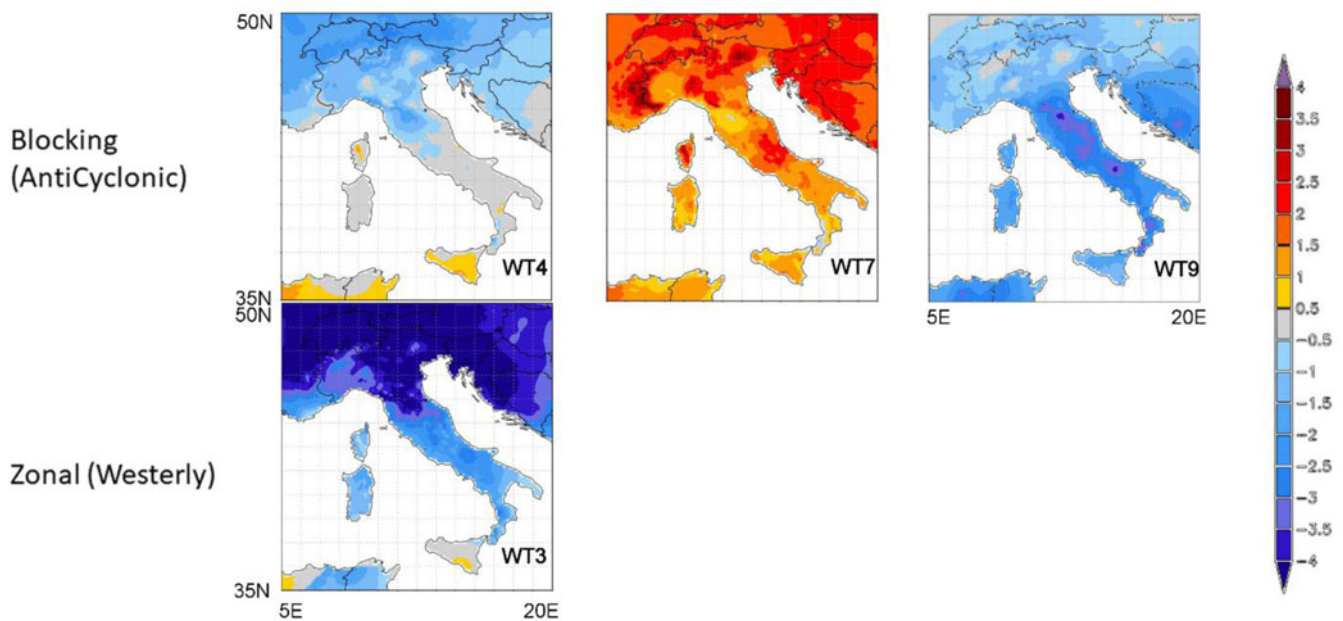 50N
Blocking
(AntiCyclonic)
WT4
WT7
WT9
35N
5E
20E
50N
Zonal (Westerly)
WT3
35N
5E
20E
4
3.5
3
2.5
2
1.5
1
0.5
-0.5
-1
-1.5
-2
-2.5
-3
-3.5
-4